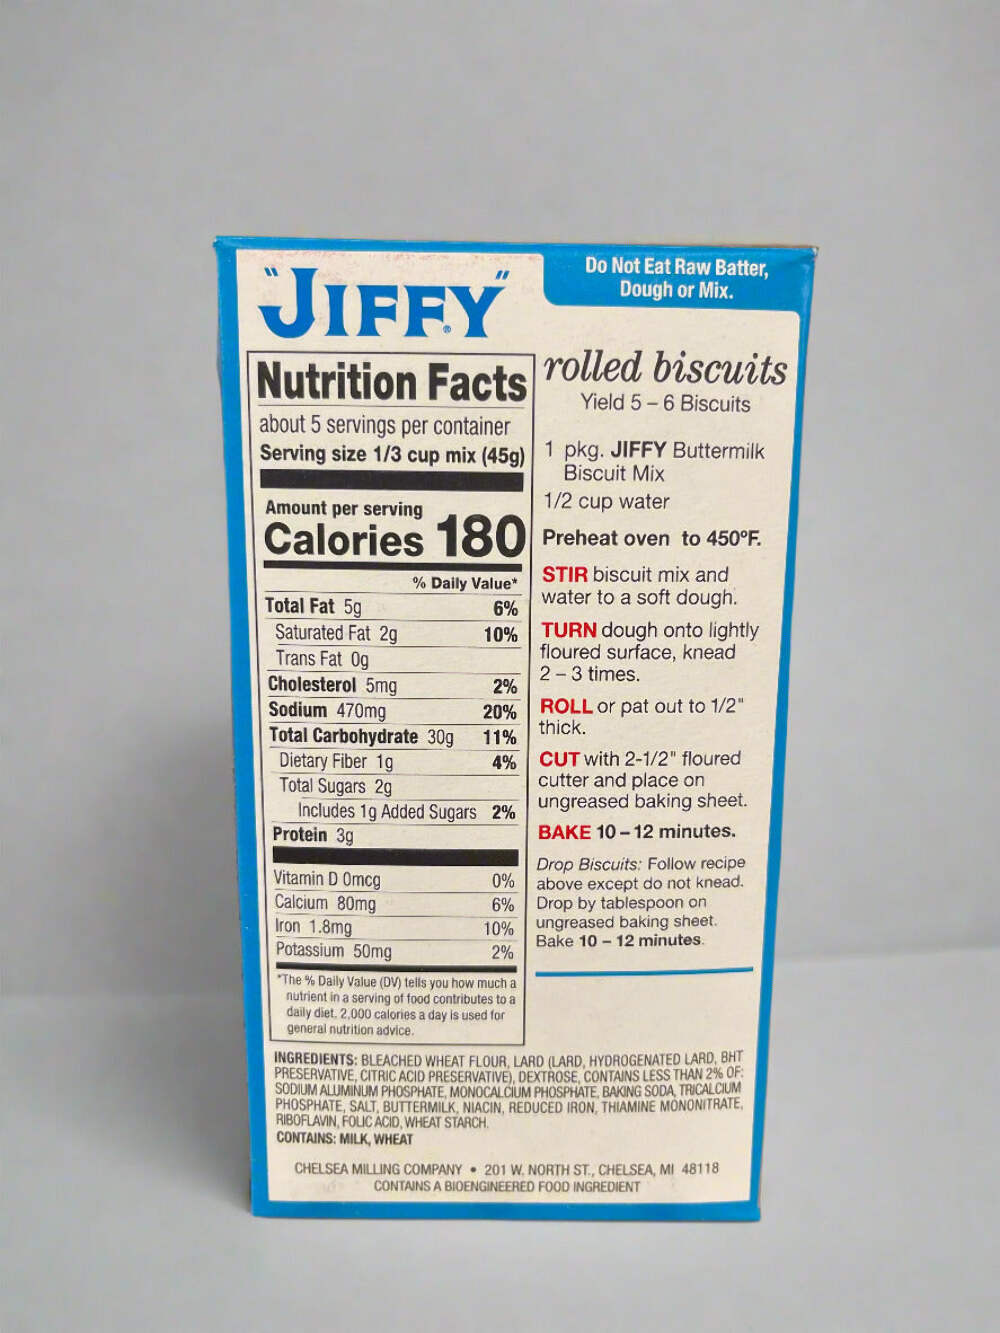 "JIFFY"®
Do Not Eat Raw Batter,
Dough or Mix.
Nutrition Facts
about 5 servings per container
Serving size 1/3 cup mix (45g)
Amount per serving
Calories 180
% Daily Value*
Total Fat 5g 6%
Saturated Fat 2g 10%
Trans Fat 0g
Cholesterol 5mg 2%
Sodium 470mg 20%
Total Carbohydrate 30g 11%
Dietary Fiber 1g 4%
Total Sugars 2g
Includes 1g Added Sugars 2%
Protein 3g
Vitamin D 0mcg 0%
Calcium 80mg 6%
Iron 1.8mg 10%
Potassium 50mg 2%
*The % Daily Value (DV) tells you how much a
nutrient in a serving of food contributes to a
daily diet. 2,000 calories a day is used for
general nutrition advice.
rolled biscuits
Yield 5 – 6 Biscuits
1 pkg. JIFFY Buttermilk
Biscuit Mix
1/2 cup water
Preheat oven to 450ºF.
STIR biscuit mix and
water to a soft dough.
TURN dough onto lightly
floured surface, knead
2 – 3 times.
ROLL or pat out to 1/2"
thick.
CUT with 2-1/2" floured
cutter and place on
ungreased baking sheet.
BAKE 10 – 12 minutes.
Drop Biscuits: Follow recipe
above except do not knead.
Drop by tablespoon on
ungreased baking sheet.
Bake 10 – 12 minutes.
INGREDIENTS: BLEACHED WHEAT FLOUR, LARD (LARD, HYDROGENATED LARD, BHT
PRESERVATIVE, CITRIC ACID PRESERVATIVE), DEXTROSE, CONTAINS LESS THAN 2% OF:
SODIUM ALUMINUM PHOSPHATE, MONOCALCIUM PHOSPHATE, BAKING SODA, TRICALCIUM
PHOSPHATE, SALT, BUTTERMILK, NIACIN, REDUCED IRON, THIAMINE MONONITRATE,
RIBOFLAVIN, FOLIC ACID, WHEAT STARCH.
CONTAINS: MILK, WHEAT
CHELSEA MILLING COMPANY • 201 W. NORTH ST., CHELSEA, MI 48118
CONTAINS A BIOENGINEERED FOOD INGREDIENT